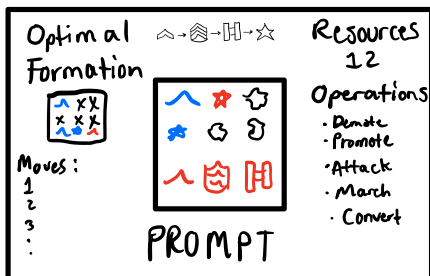 Optimal
Formation
x x
x x x
Moves:
1
2
3
:
Resources
12
Operations
· Demote
· Promote
· Attack
· March
· Convert
PROMPT